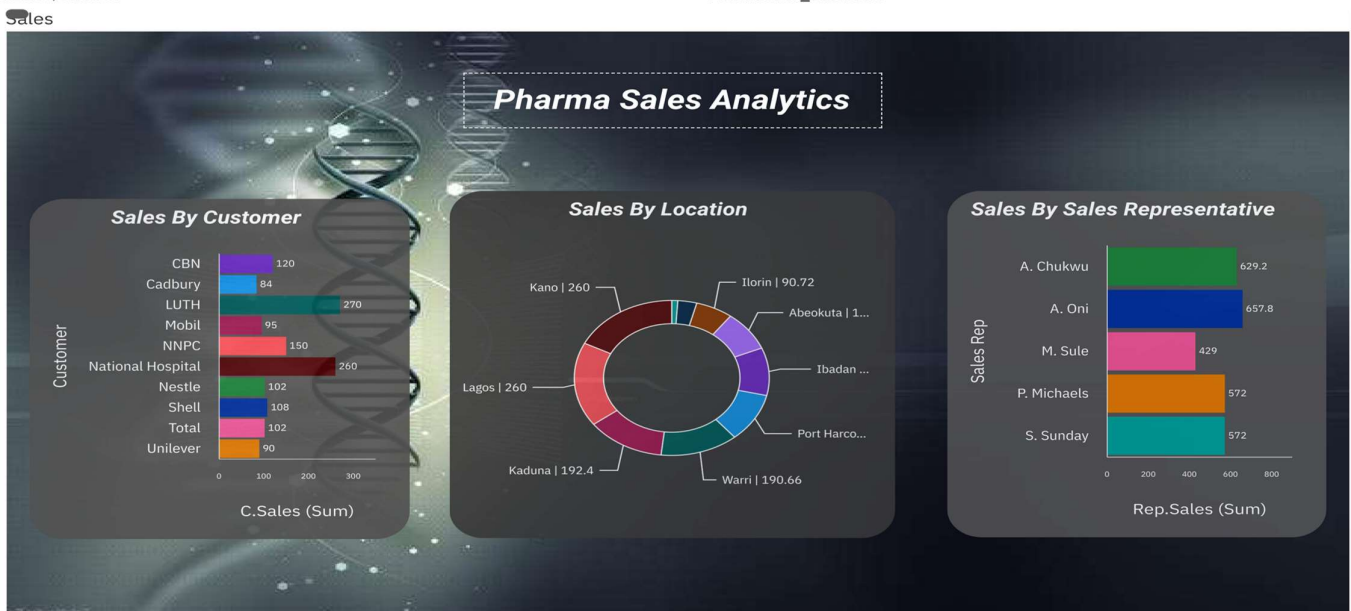 Sales
Pharma Sales Analytics
Sales By Customer
Customer
CBN 120
Cadbury 84
LUTH 270
Mobil 95
NNPC 150
National Hospital 260
Nestle 102
Shell 108
Total 102
Unilever 90
0 100 200 300
C.Sales (Sum)
Sales By Location
Kano | 260
Ilorin | 90.72
Abeokuta | 1...
Ibadan ...
Lagos | 260
Port Harco...
Kaduna | 192.4
Warri | 190.66
Sales By Sales Representative
Sales Rep
A. Chukwu 629.2
A. Oni 657.8
M. Sule 429
P. Michaels 572
S. Sunday 572
0 200 400 600 800
Rep.Sales (Sum)